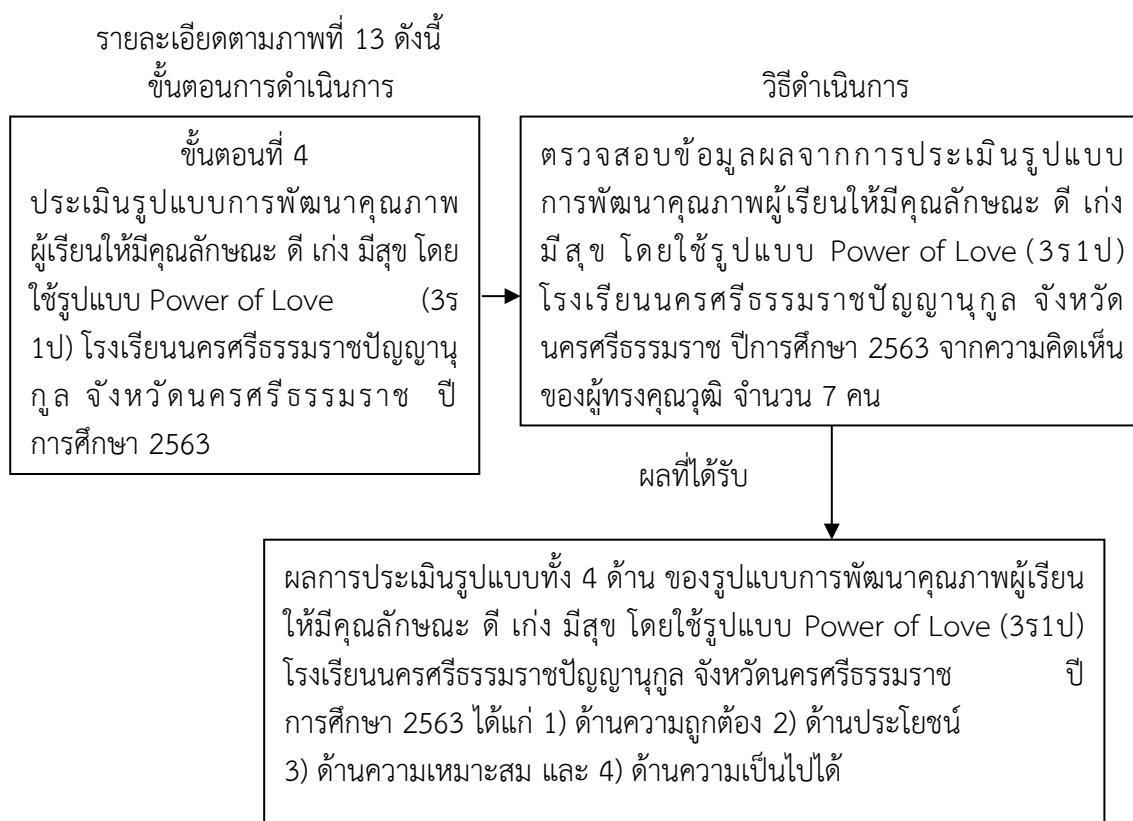 รายละเอียดตามภาพที่ 13 ดังนี้
ขั้นตอนการดำเนินการ
วิธีดำเนินการ
ขั้นตอนที่ 4
ประเมินรูปแบบการพัฒนาคุณภาพ
ผู้เรียนให้มีคุณลักษณะ ดี เก่ง มีสุข โดย
ใช้รูปแบบ Power of Love (3ร
1ป) โรงเรียนนครศรีธรรมราชปัญญานุ
กูล จังหวัดนครศรีธรรมราช ปี
การศึกษา 2563
ตรวจสอบข้อมูลผลจากการประเมินรูปแบบ
การพัฒนาคุณภาพผู้เรียนให้มีคุณลักษณะ ดี เก่ง
มีสุข โดยใช้รูปแบบ Power of Love (3ร1ป)
โรงเรียนนครศรีธรรมราชปัญญานุกูล จังหวัด
นครศรีธรรมราช ปีการศึกษา 2563 จากความคิดเห็น
ของผู้ทรงคุณวุฒิ จำนวน 7 คน
ผลที่ได้รับ
ผลการประเมินรูปแบบทั้ง 4 ด้าน ของรูปแบบการพัฒนาคุณภาพผู้เรียน
ให้มีคุณลักษณะ ดี เก่ง มีสุข โดยใช้รูปแบบ Power of Love (3ร1ป)
โรงเรียนนครศรีธรรมราชปัญญานุกูล จังหวัดนครศรีธรรมราช ปี
การศึกษา 2563 ได้แก่ 1) ด้านความถูกต้อง 2) ด้านประโยชน์
3) ด้านความเหมาะสม และ 4) ด้านความเป็นไปได้